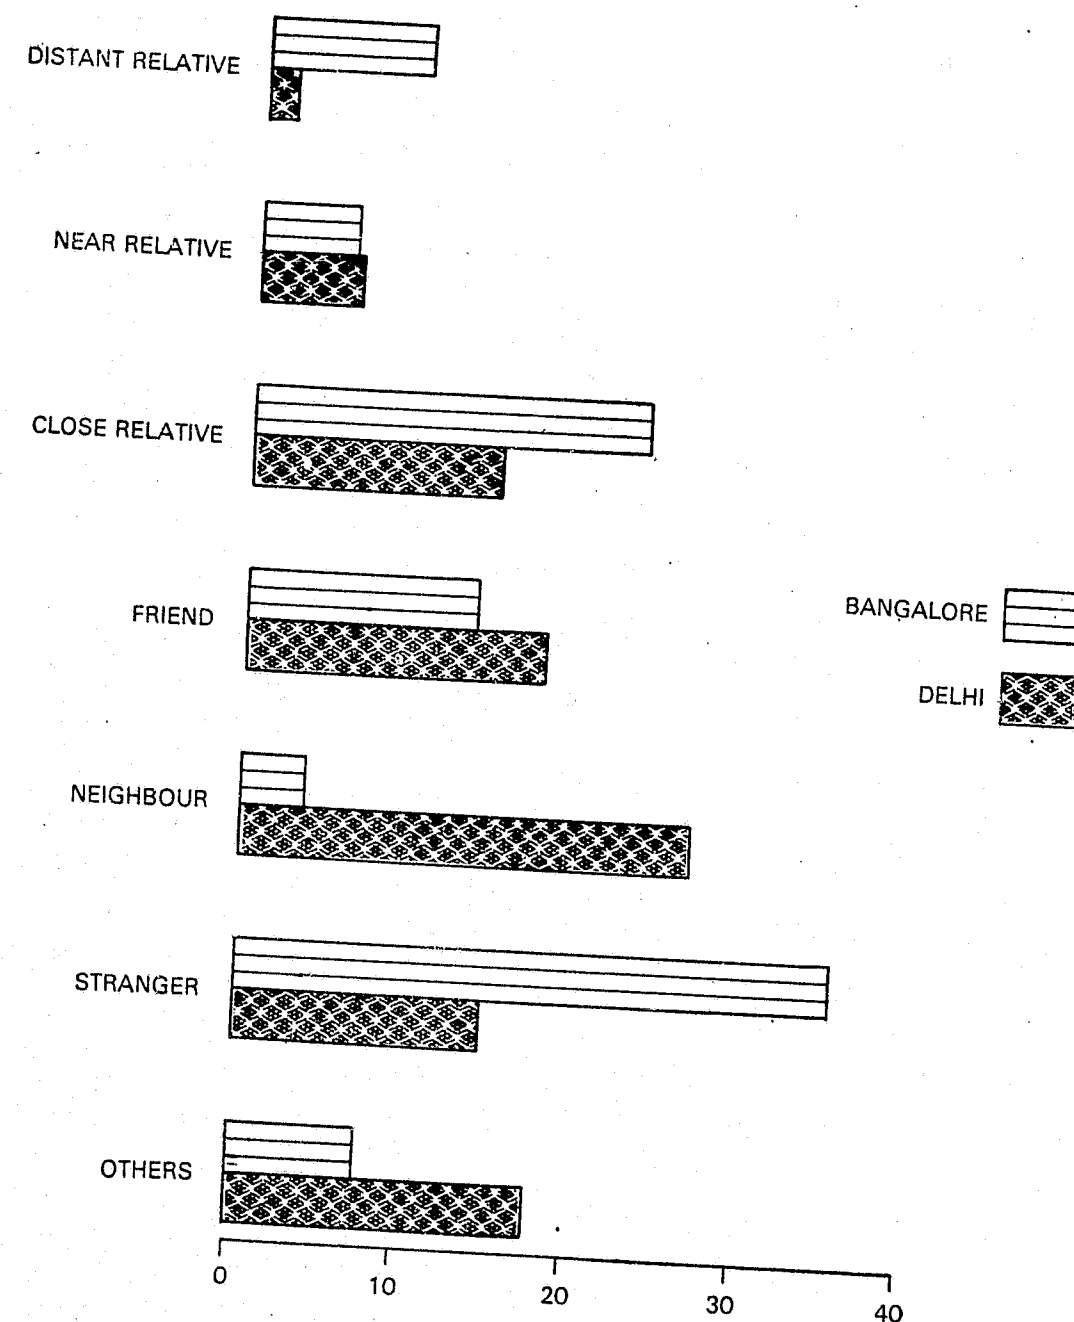 DISTANT RELATIVE
NEAR RELATIVE
CLOSE RELATIVE
FRIEND
BANGALORE
DELHI
NEIGHBOUR
STRANGER
OTHERS
0 10 20 30 40